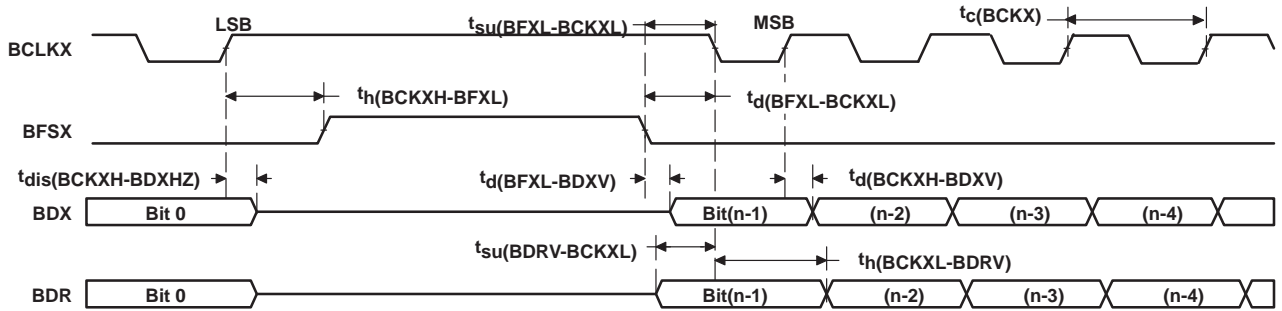 LSB tsu(BFXL-BCKXL) MSB tc(BCKX)
BCLKX
th(BCKXH-BFXL) td(BFXL-BCKXL)
BFSX
tdis(BCKXH-BDXHZ) td(BFXL-BDXV) td(BCKXH-BDXV)
BDX Bit 0 Bit(n-1) (n-2) (n-3) (n-4)
tsu(BDRV-BCKXL) th(BCKXL-BDRV)
BDR Bit 0 Bit(n-1) (n-2) (n-3) (n-4)